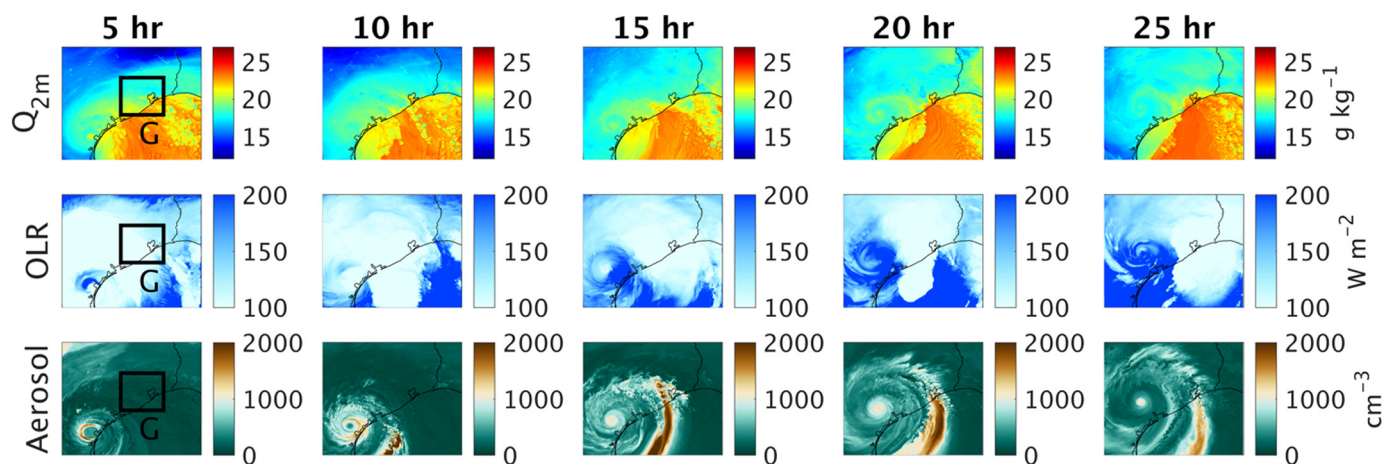 5 hr 10 hr 15 hr 20 hr 25 hr
Q2m G 25 20 15 25 20 15 25 20 15 25 20 15 25 20 15 g kg−1
OLR G 200 150 100 200 150 100 200 150 100 200 150 100 200 150 100 W m−2
Aerosol G 2000 1000 0 2000 1000 0 2000 1000 0 2000 1000 0 2000 1000 0 cm−3